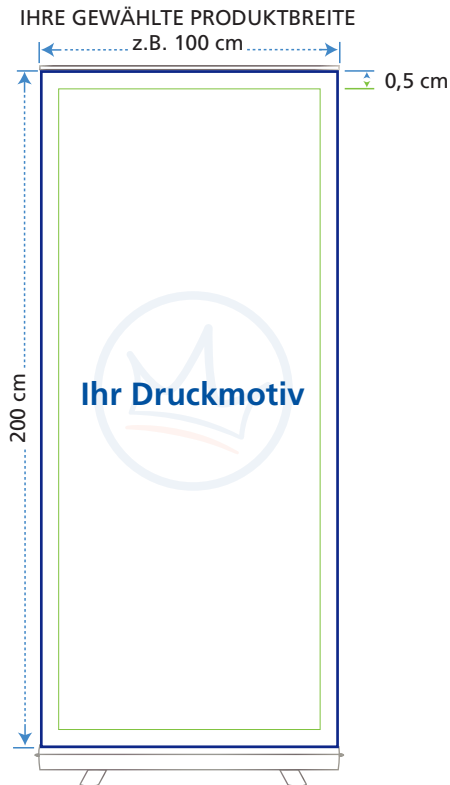 IHRE GEWÄHLTE PRODUKTBREITE
z.B. 100 cm
0,5 cm
200 cm
Ihr Druckmotiv